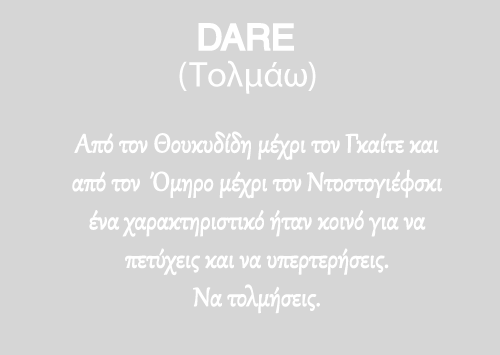 DARE
(Τολμάω)
Από τον Θουκυδίδη μέχρι τον Γκαίτε και
από τον Όμηρο μέχρι τον Ντοστογιέφσκι
ένα χαρακτηριστικό ήταν κοινό για να
πετύχεις και να υπερτερήσεις.
Να τολμήσεις.